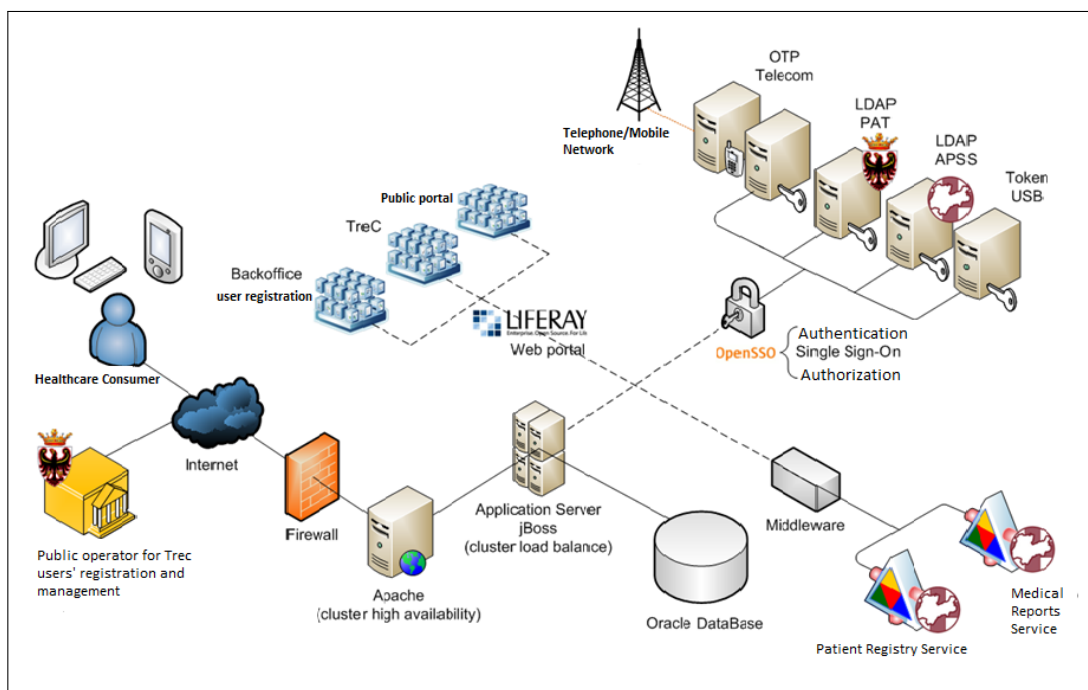 OTP
Telecom
LDAP
PAT
LDAP
APSS
Token
USB
Telephone/Mobile
Network
Public portal
TreC
Backoffice
user registration
LIFERAY
Enterprise. Open Source. For Life.
Web portal
OpenSSO
Authentication
Single Sign-On
Authorization
Healthcare Consumer
Internet
Firewall
Public operator for Trec
users' registration and
management
Apache
(cluster high availability)
Application Server
jBoss
(cluster load balance)
Oracle DataBase
Middleware
Patient Registry Service
Medical
Reports
Service